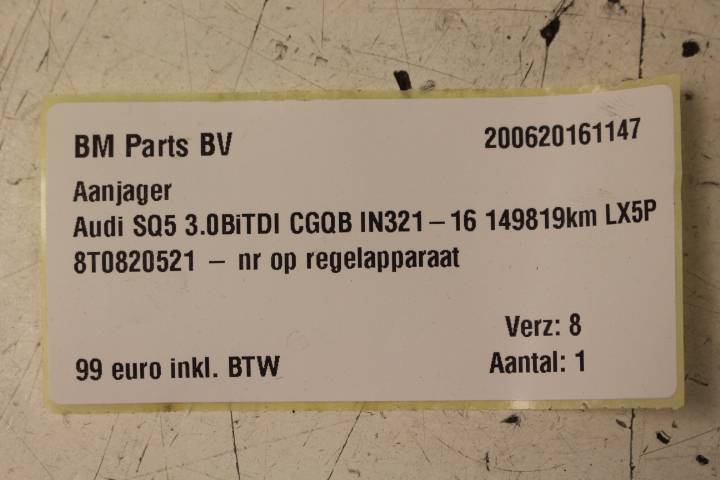 BM Parts BV 200620161147
Aanjager
Audi SQ5 3.0BiTDI CGQB IN321 – 16 149819km LX5P
8T0820521 – nr op regelapparaat
Verz: 8
99 euro inkl. BTW Aantal: 1